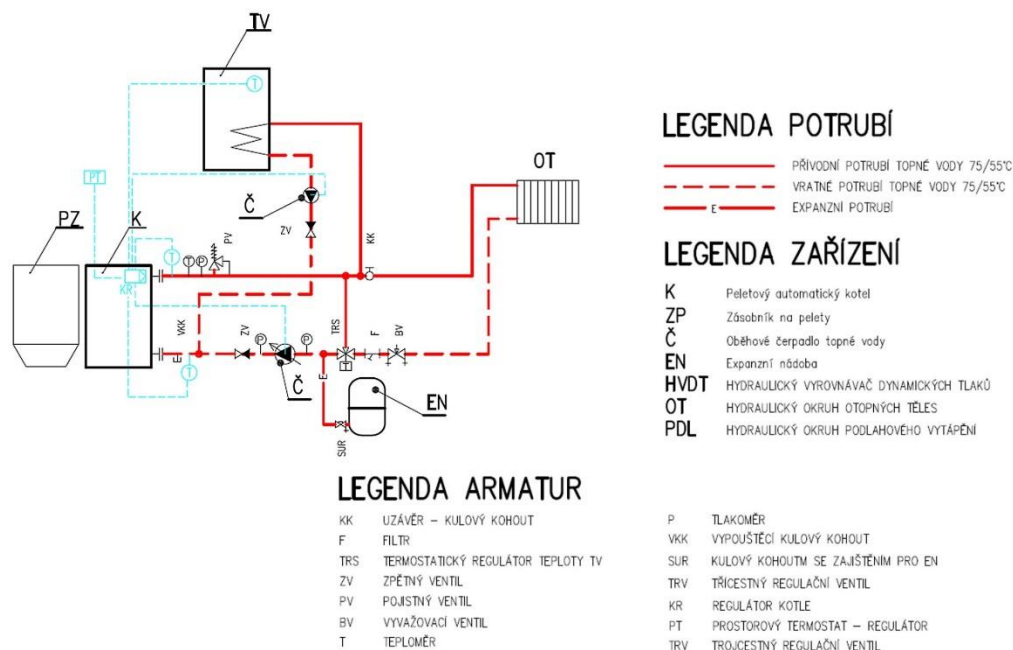 TV
T
OT
PT
Č
PZ
K
PV
ZV
KK
T
P
T
KR
VKK
ZV
P
P
TRS
F
BV
E
T
T
Č
E
EN
SUR
LEGENDA POTRUBÍ
PŘÍVODNÍ POTRUBÍ TOPNÉ VODY 75/55°C
VRATNÉ POTRUBÍ TOPNÉ VODY 75/55°C
E EXPANZNÍ POTRUBÍ
LEGENDA ZAŘÍZENÍ
K Peletový automatický kotel
ZP Zásobník na pelety
Č Oběhové čerpadlo topné vody
EN Expanzní nádoba
HVDT HYDRAULICKÝ VYROVNÁVAČ DYNAMICKÝCH TLAKŮ
OT HYDRAULICKÝ OKRUH OTOPNÝCH TĚLES
PDL HYDRAULICKÝ OKRUH PODLAHOVÉHO VYTÁPĚNÍ
LEGENDA ARMATUR
KK UZÁVĚR – KULOVÝ KOHOUT
F FILTR
TRS TERMOSTATICKÝ REGULÁTOR TEPLOTY TV
ZV ZPĚTNÝ VENTIL
PV POJISTNÝ VENTIL
BV VYVAŽOVACÍ VENTIL
T TEPLOMĚR
P TLAKOMĚR
VKK VYPOUŠTĚCÍ KULOVÝ KOHOUT
SUR KULOVÝ KOHOUTM SE ZAJIŠTĚNÍM PRO EN
TRV TŘÍCESTNÝ REGULAČNÍ VENTIL
KR REGULÁTOR KOTLE
PT PROSTOROVÝ TERMOSTAT – REGULÁTOR
TRV TROJCESTNÝ REGULAČNÍ VENTIL